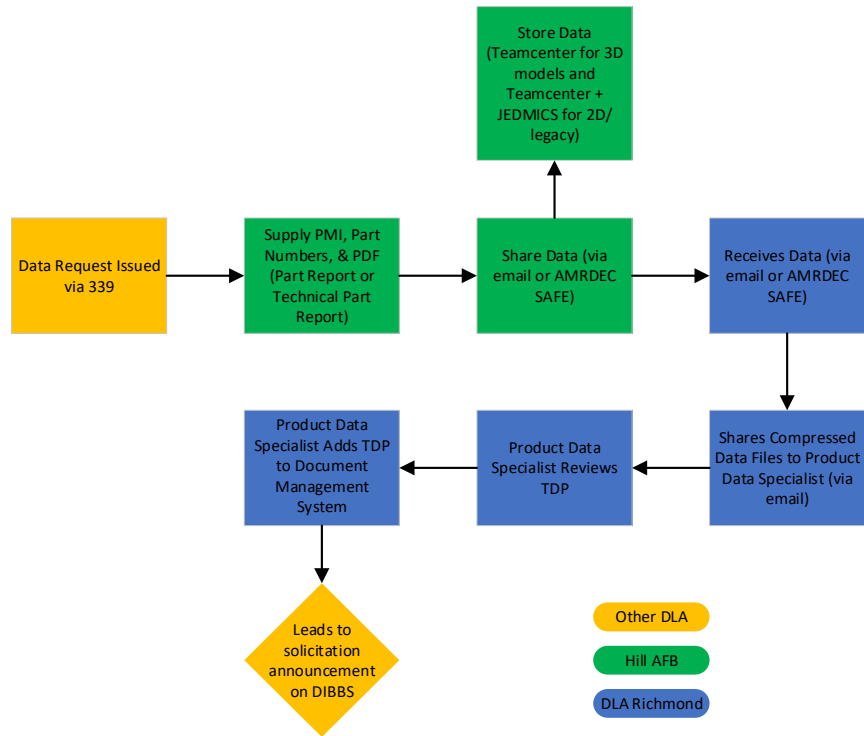 Store Data
(Teamcenter for 3D
models and
Teamcenter +
JEDMICS for 2D/
legacy)
Data Request Issued
via 339
Supply PMI, Part
Numbers, & PDF
(Part Report or
Technical Part
Report)
Share Data (via
email or AMRDEC
SAFE)
Receives Data (via
email or AMRDEC
SAFE)
Shares Compressed
Data Files to Product
Data Specialist (via
email)
Product Data
Specialist Reviews
TDP
Product Data
Specialist Adds TDP
to Document
Management
System
Leads to
solicitation
announcement
on DIBBS
Other DLA
Hill AFB
DLA Richmond